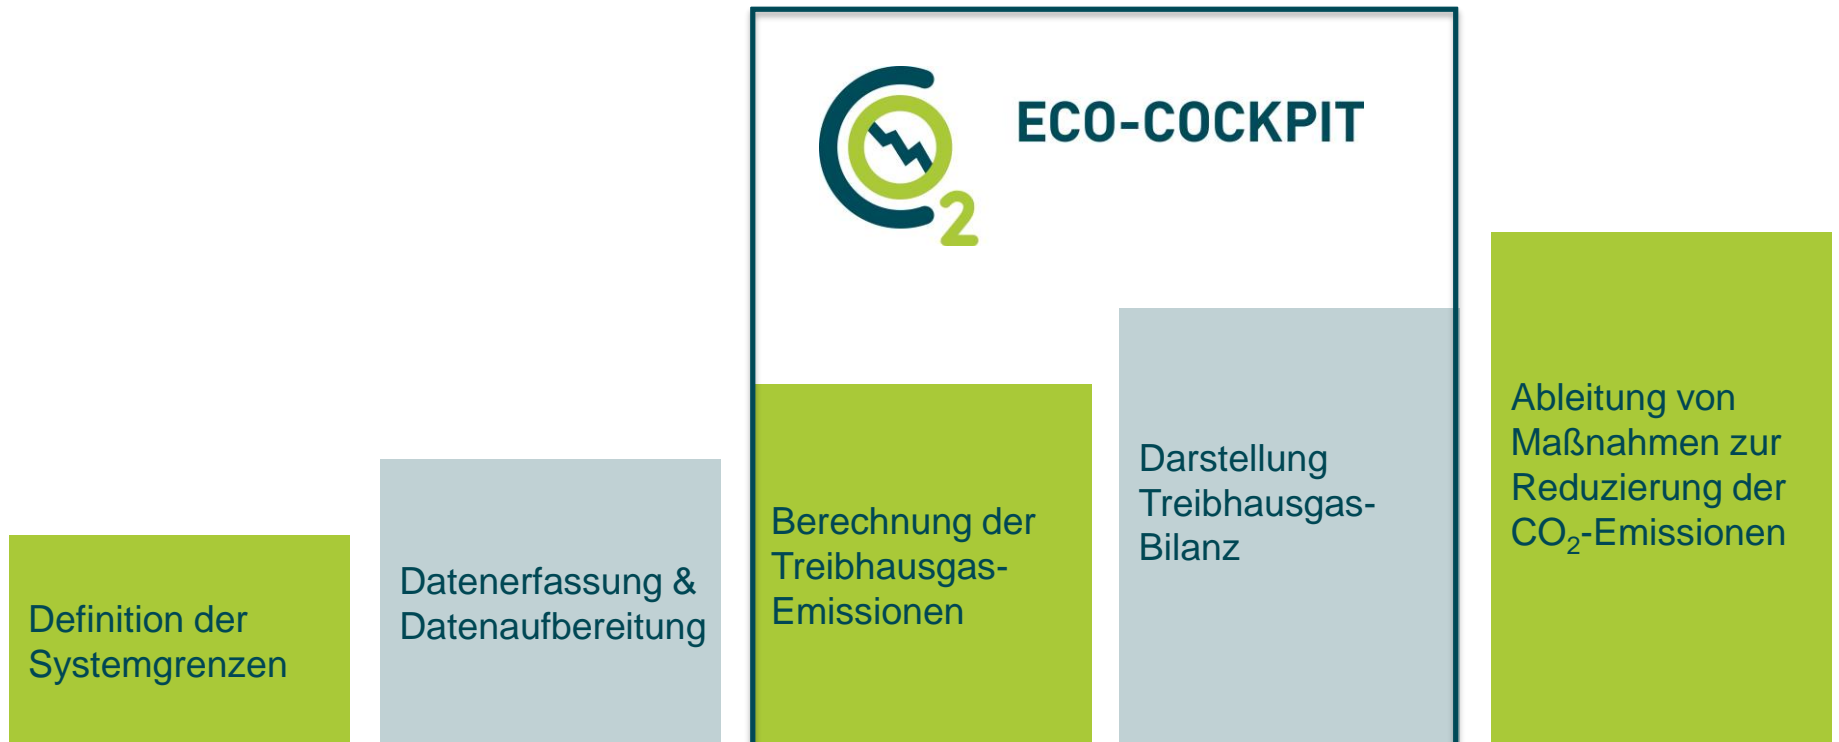 CO₂
ECO-COCKPIT
Definition der
Systemgrenzen
Datenerfassung &
Datenaufbereitung
Berechnung der
Treibhausgas-
Emissionen
Darstellung
Treibhausgas-
Bilanz
Ableitung von
Maßnahmen zur
Reduzierung der
CO₂-Emissionen